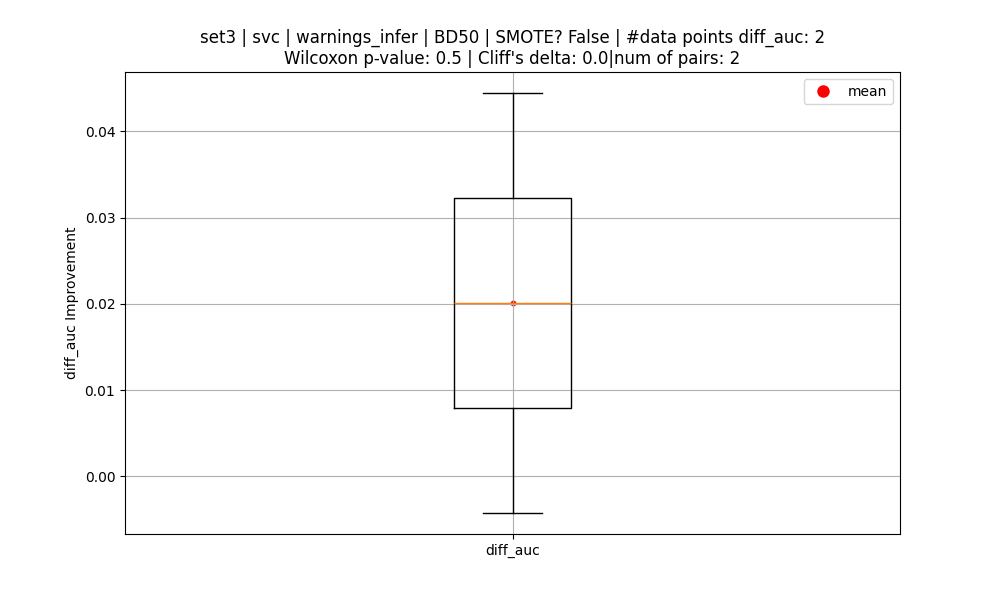 set3 | svc | warnings_infer | BD50 | SMOTE? False | #data points diff_auc: 2
Wilcoxon p-value: 0.5 | Cliff's delta: 0.0|num of pairs: 2
mean
0.04
0.03
0.02
0.01
0.00
diff_auc Improvement
diff_auc